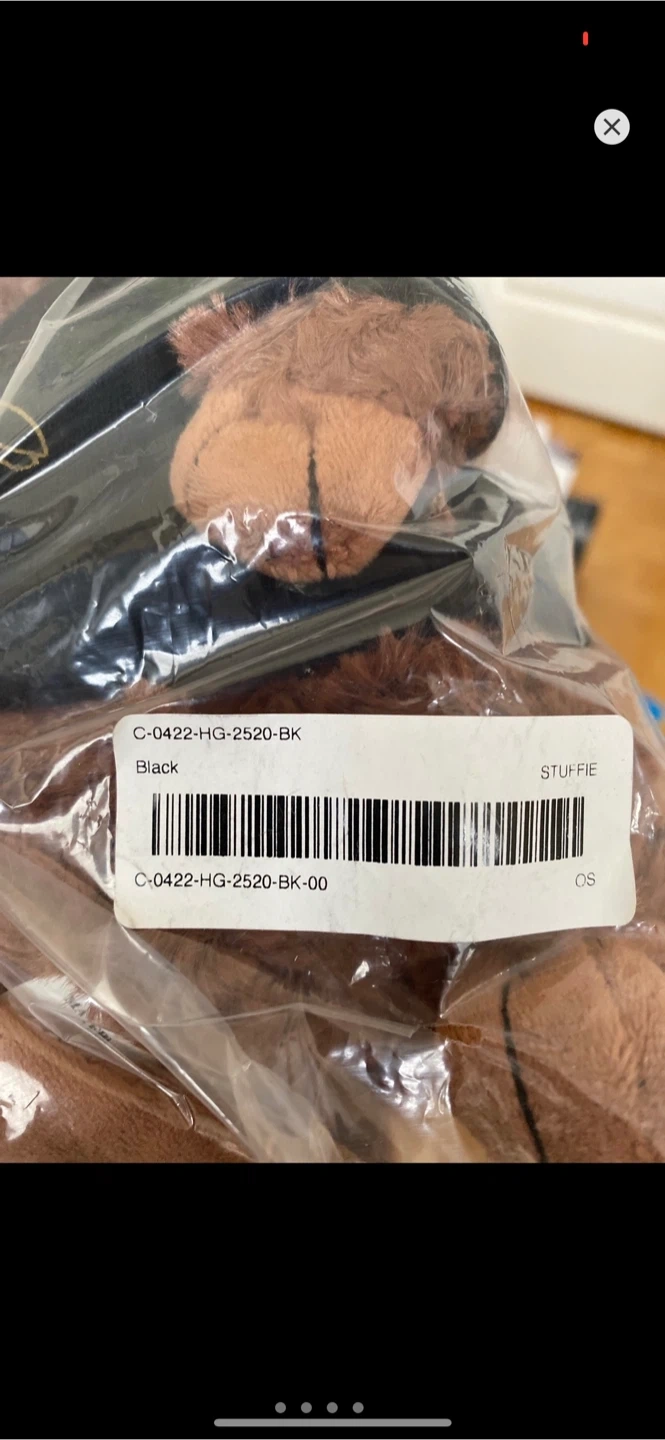 C-0422-HG-2520-BK
Black
STUFFIE
C-0422-HG-2520-BK-00
OS